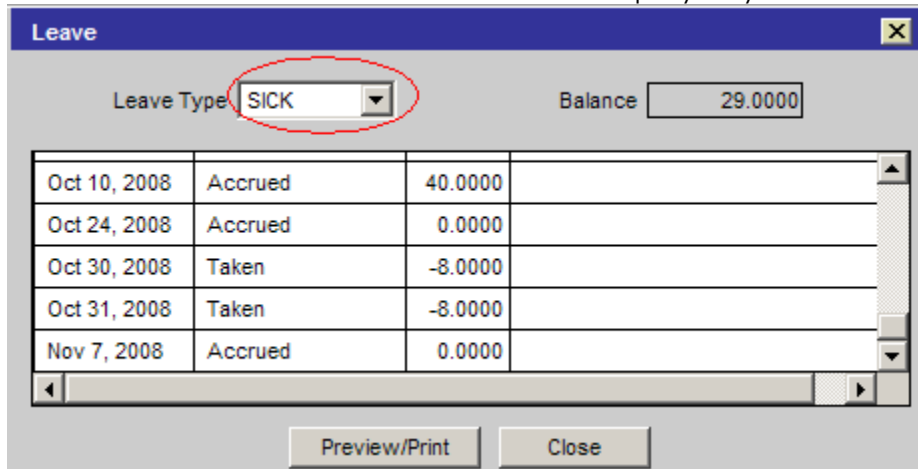 Leave
Leave Type SICK Balance 29.0000
Oct 10, 2008 Accrued 40.0000
Oct 24, 2008 Accrued 0.0000
Oct 30, 2008 Taken -8.0000
Oct 31, 2008 Taken -8.0000
Nov 7, 2008 Accrued 0.0000
Preview/Print Close